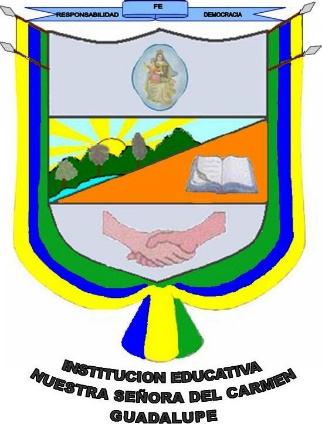 FE
RESPONSABILIDAD DEMOCRACIA
INSTITUCION EDUCATIVA
NUESTRA SEÑORA DEL CARMEN
GUADALUPE